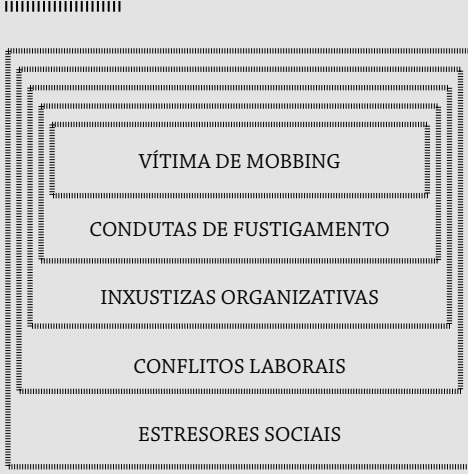 VÍTIMA DE MOBBING
CONDUTAS DE FUSTIGAMENTO
INXUSTIZAS ORGANIZATIVAS
CONFLITOS LABORAIS
ESTRESORES SOCIAIS